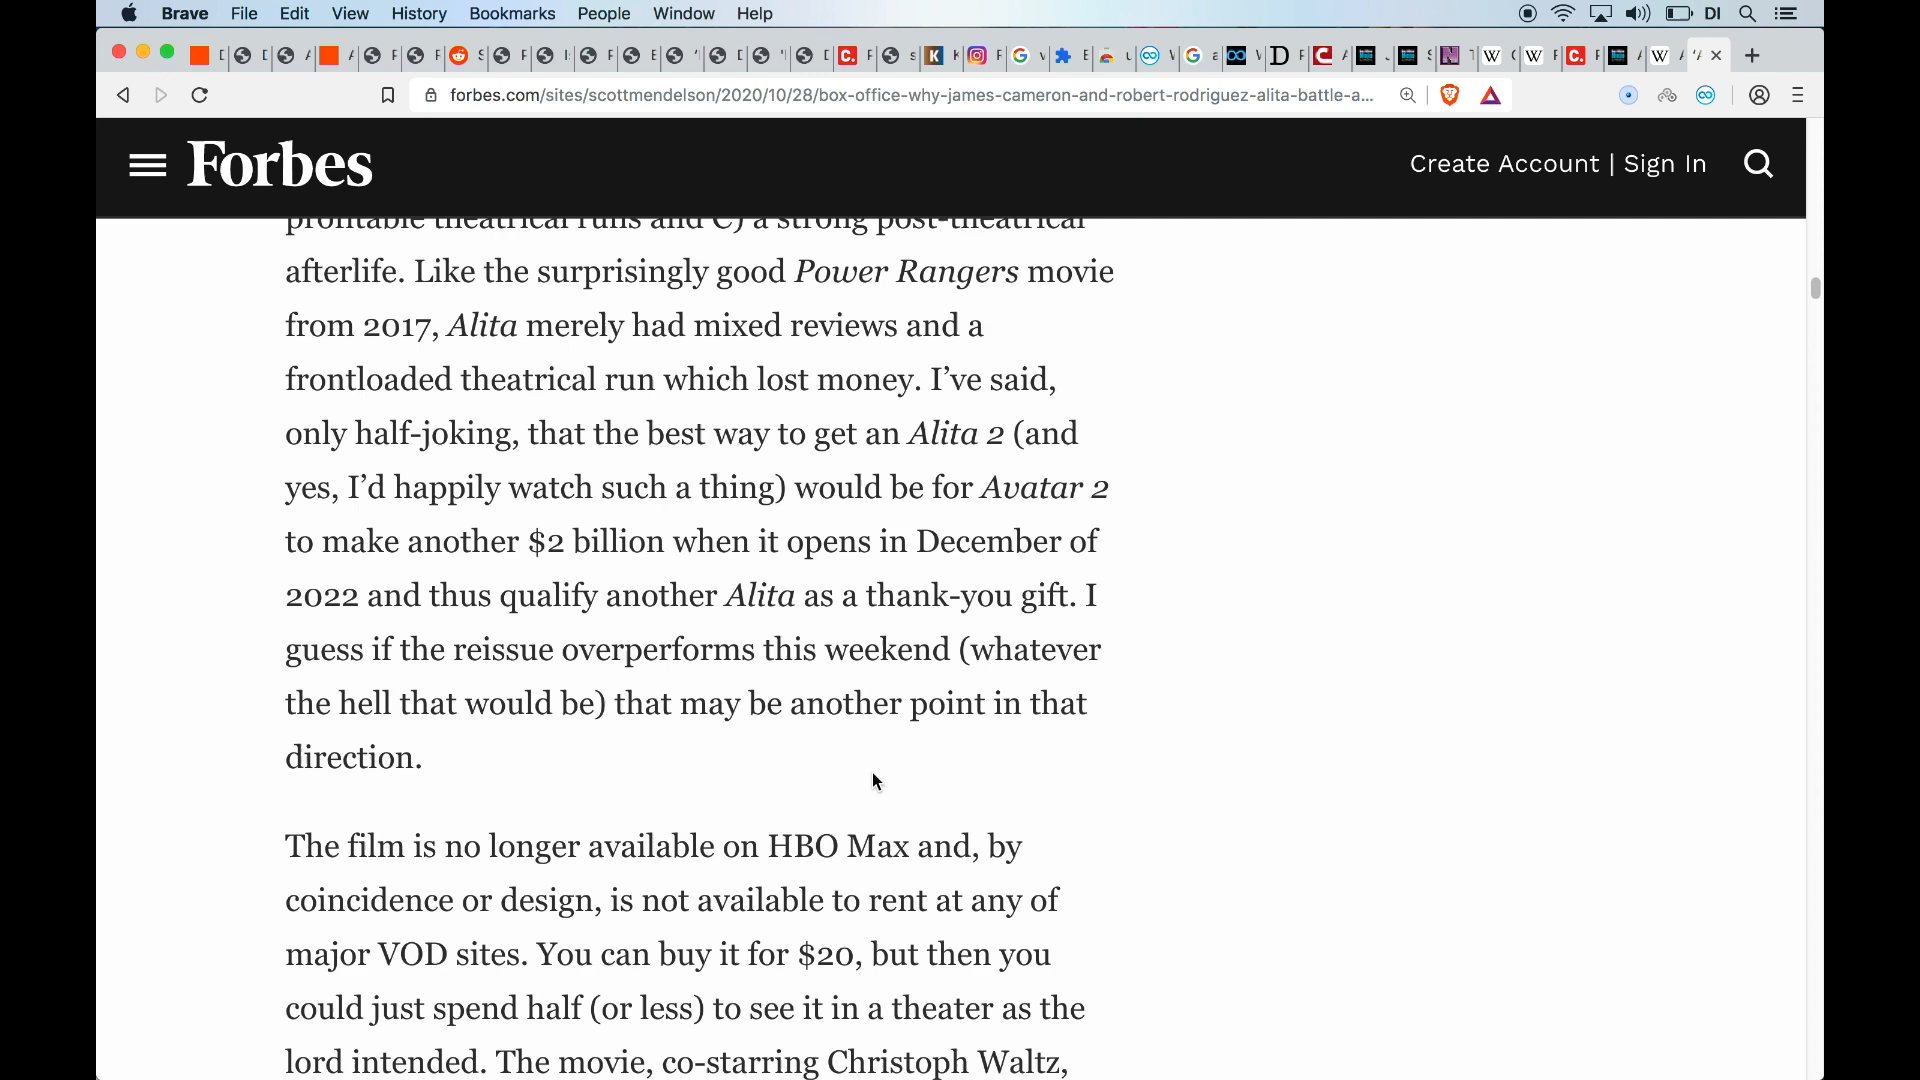 Brave File Edit View History Bookmarks People Window Help DI
forbes.com/sites/scottmendelson/2020/10/28/box-office-why-james-cameron-and-robert-rodriguez-alita-battle-a...
Forbes
Create Account | Sign In
profitable theatrical runs and C) a strong post-theatrical
afterlife. Like the surprisingly good Power Rangers movie
from 2017, Alita merely had mixed reviews and a
frontloaded theatrical run which lost money. I’ve said,
only half-joking, that the best way to get an Alita 2 (and
yes, I’d happily watch such a thing) would be for Avatar 2
to make another $2 billion when it opens in December of
2022 and thus qualify another Alita as a thank-you gift. I
guess if the reissue overperforms this weekend (whatever
the hell that would be) that may be another point in that
direction.
The film is no longer available on HBO Max and, by
coincidence or design, is not available to rent at any of
major VOD sites. You can buy it for $20, but then you
could just spend half (or less) to see it in a theater as the
lord intended. The movie, co-starring Christoph Waltz,